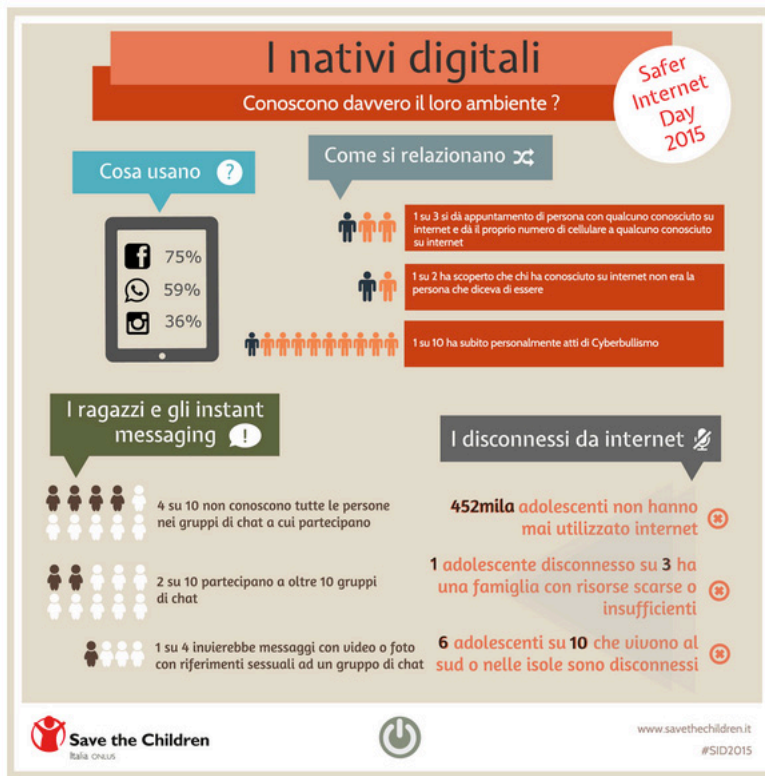 I nativi digitali
Conoscono davvero il loro ambiente ?
Safer
Internet
Day
2015
Cosa usano ?
75%
59%
36%
Come si relazionano
1 su 3 si dà appuntamento di persona con qualcuno conosciuto su
internet e dà il proprio numero di cellulare a qualcuno conosciuto
su internet
1 su 2 ha scoperto che chi ha conosciuto su internet non era la
persona che diceva di essere
1 su 10 ha subito personalmente atti di Cyberbullismo
I ragazzi e gli instant
messaging !
4 su 10 non conoscono tutte le persone
nei gruppi di chat a cui partecipano
2 su 10 partecipano a oltre 10 gruppi
di chat
1 su 4 invierebbe messaggi con video o foto
con riferimenti sessuali ad un gruppo di chat
I disconnessi da internet
452mila adolescenti non hanno
mai utilizzato internet
1 adolescente disconnesso su 3 ha
una famiglia con risorse scarse o
insufficienti
6 adolescenti su 10 che vivono al
sud o nelle isole sono disconnessi
Save the Children
Italia ONLUS
www.savethechildren.it
#SID2015